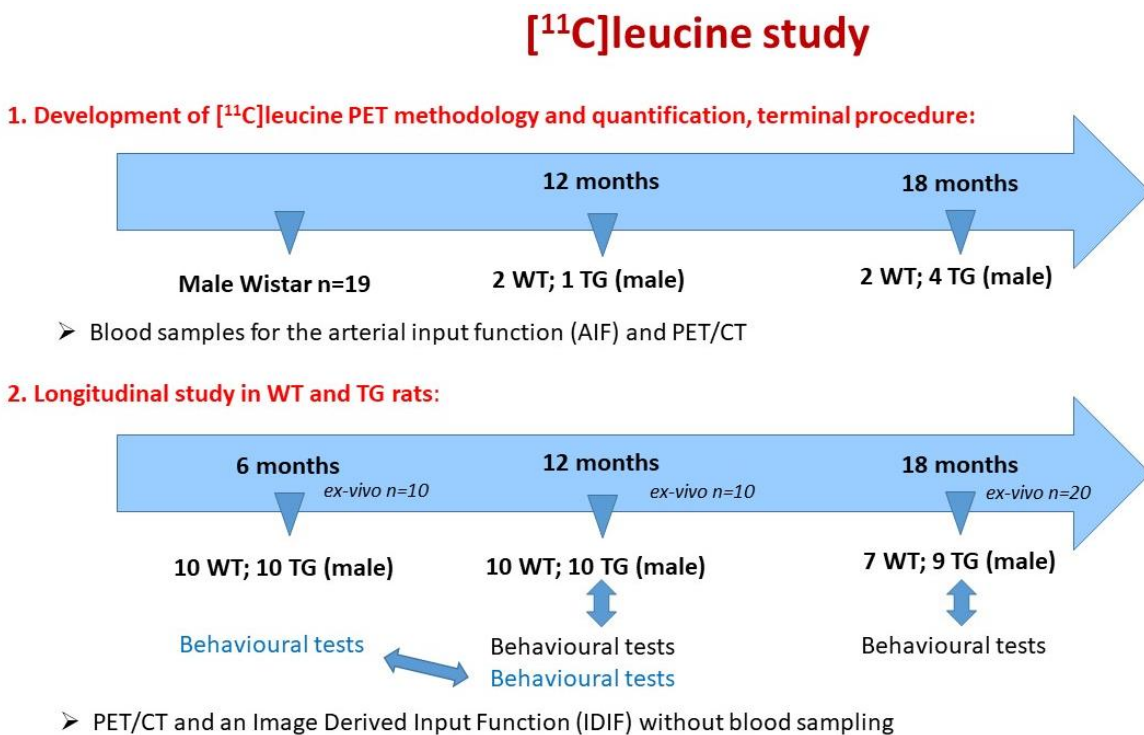 [¹¹C]leucine study
1. Development of [¹¹C]leucine PET methodology and quantification, terminal procedure:
12 months
18 months
Male Wistar n=19
2 WT; 1 TG (male)
2 WT; 4 TG (male)
➢ Blood samples for the arterial input function (AIF) and PET/CT
2. Longitudinal study in WT and TG rats:
6 months
12 months
18 months
ex-vivo n=10
ex-vivo n=10
ex-vivo n=20
10 WT; 10 TG (male)
10 WT; 10 TG (male)
7 WT; 9 TG (male)
Behavioural tests
Behavioural tests
Behavioural tests
Behavioural tests
➢ PET/CT and an Image Derived Input Function (IDIF) without blood sampling